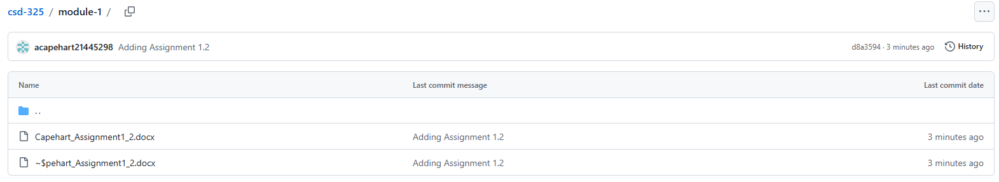 csd-325 / module-1 /
acapehart21445298 Adding Assignment 1.2 d8a3594 · 3 minutes ago History
Name Last commit message Last commit date
..
Capehart_Assignment1_2.docx Adding Assignment 1.2 3 minutes ago
~$pehart_Assignment1_2.docx Adding Assignment 1.2 3 minutes ago